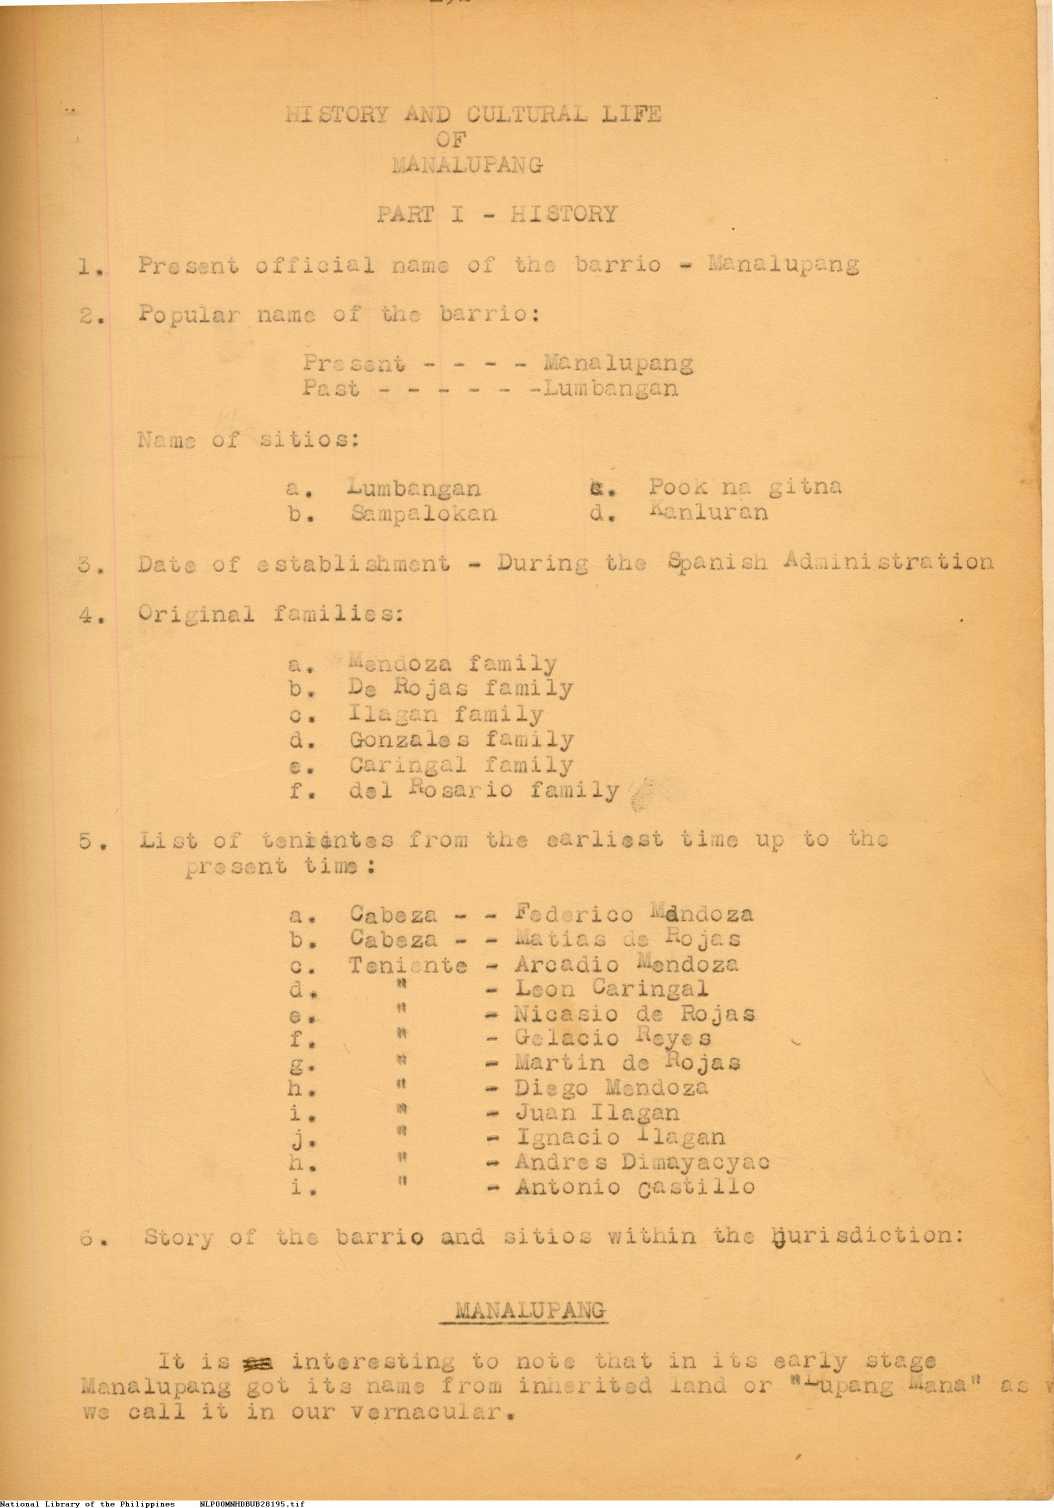 HISTORY AND CULTURAL LIFE
OF
MANALUPANG
PART I - HISTORY
1. Present official name of the barrio - Manalupang
2. Popular name of the barrio:
Present - - - - Manalupang
Past - - - - - -Lumbangan
Name of sitios:
a. Lumbangan c. Pook na gitna
b. Sampalokan d. Kanluran
3. Date of establishment - During the Spanish Administration
4. Original families:
a. Mendoza family
b. De Rojas family
c. Ilagan family
d. Gonzales family
e. Caringal family
f. del Rosario family
5. List of tenientes from the earliest time up to the
present time:
a. Cabeza - - Federico Mendoza
b. Cabeza - - Matias de Rojas
c. Teniente - Arcadio Mendoza
d. " - Leon Caringal
e. " - Nicasio de Rojas
f. " - Gelacio Reyes
g. " - Martin de Rojas
h. " - Diego Mendoza
i. " - Juan Ilagan
j. " - Ignacio Ilagan
h. " - Andres Dimayacyac
i. " - Antonio Castillo
6. Story of the barrio and sitios within the jurisdiction:
MANALUPANG
It is interesting to note that in its early stage
Manalupang got its name from inherited land or "Lupang Mana" as
we call it in our vernacular.
National Library of the Philippines NLP00MNHDBUB28195.tif